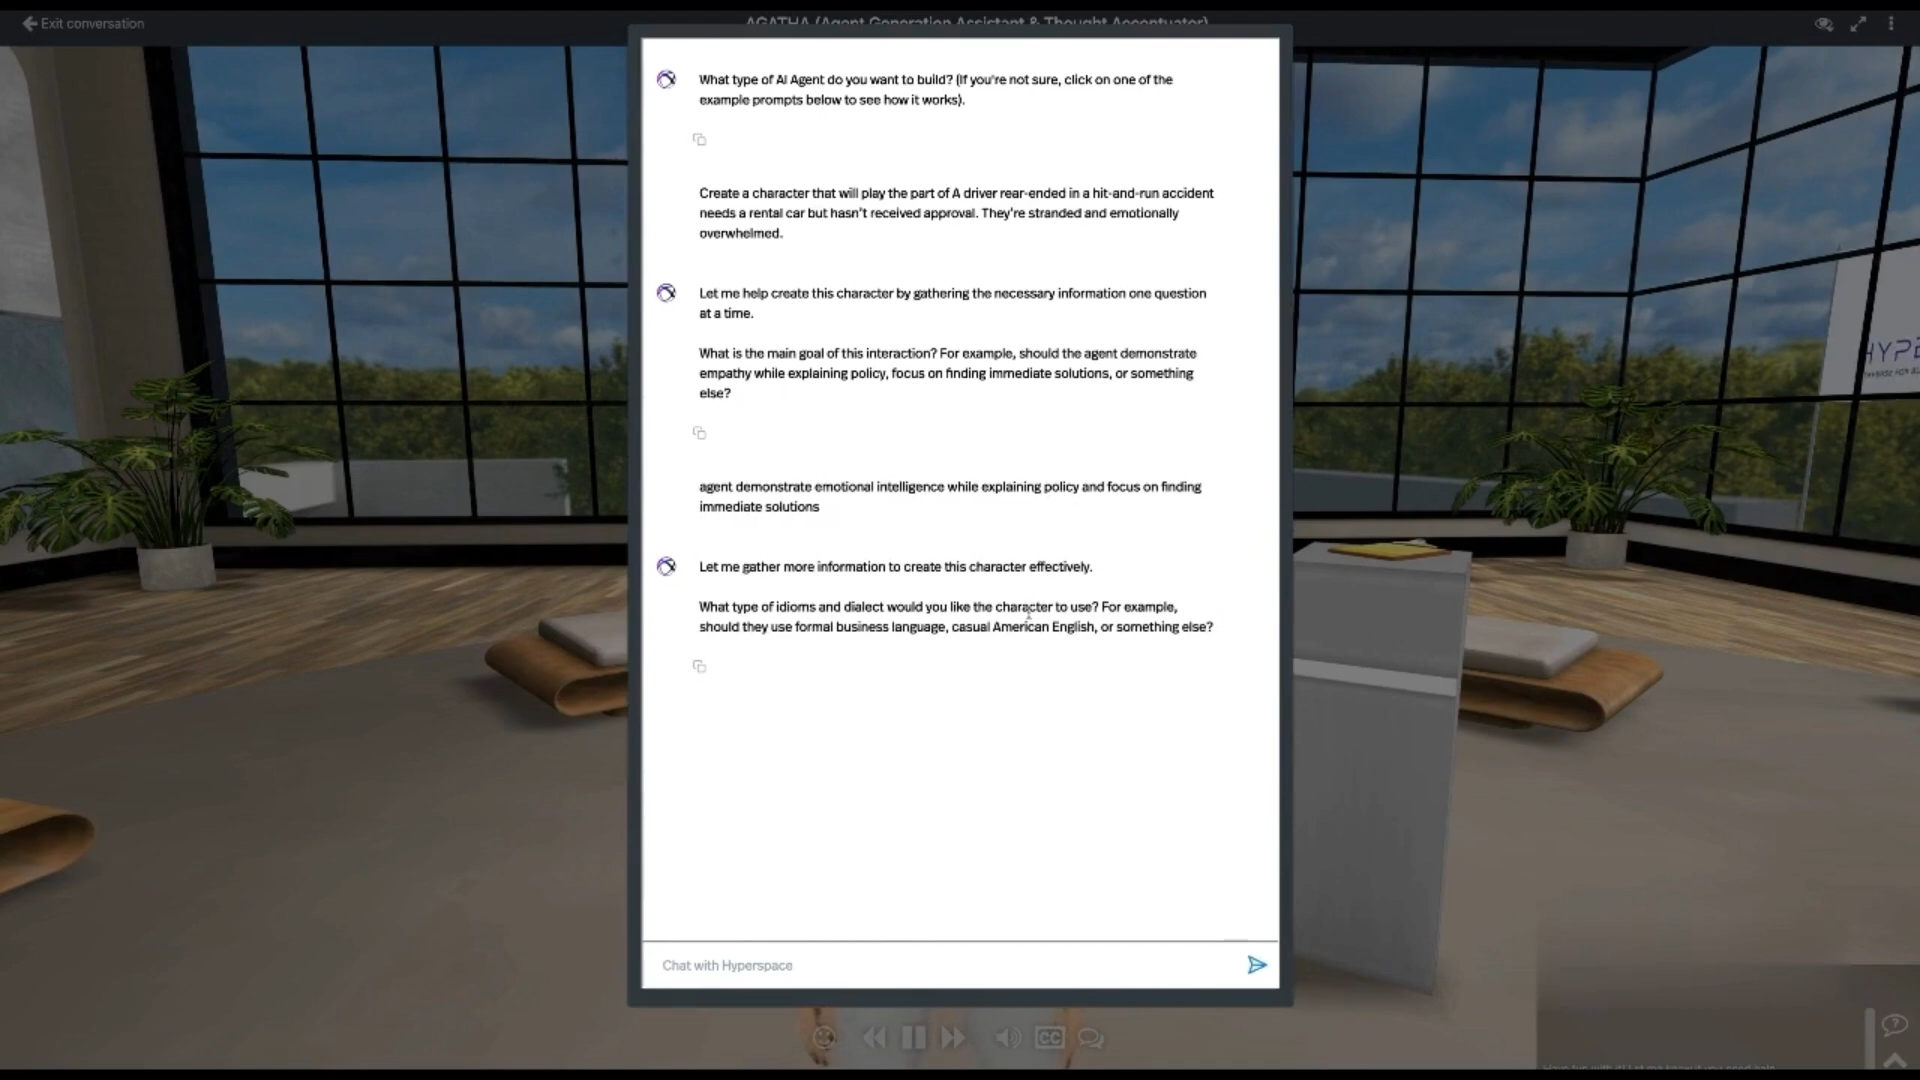 Exit conversation
AGATHA (Agent Generation Assistant & Thought Accentuator)
What type of AI Agent do you want to build? (If you're not sure, click on one of the
example prompts below to see how it works).
Create a character that will play the part of A driver rear-ended in a hit-and-run accident
needs a rental car but hasn't received approval. They're stranded and emotionally
overwhelmed.
Let me help create this character by gathering the necessary information one question
at a time.
What is the main goal of this interaction? For example, should the agent demonstrate
empathy while explaining policy, focus on finding immediate solutions, or something
else?
agent demonstrate emotional intelligence while explaining policy and focus on finding
immediate solutions
Let me gather more information to create this character effectively.
What type of idioms and dialect would you like the character to use? For example,
should they use formal business language, casual American English, or something else?
Chat with Hyperspace
HYPE
CC